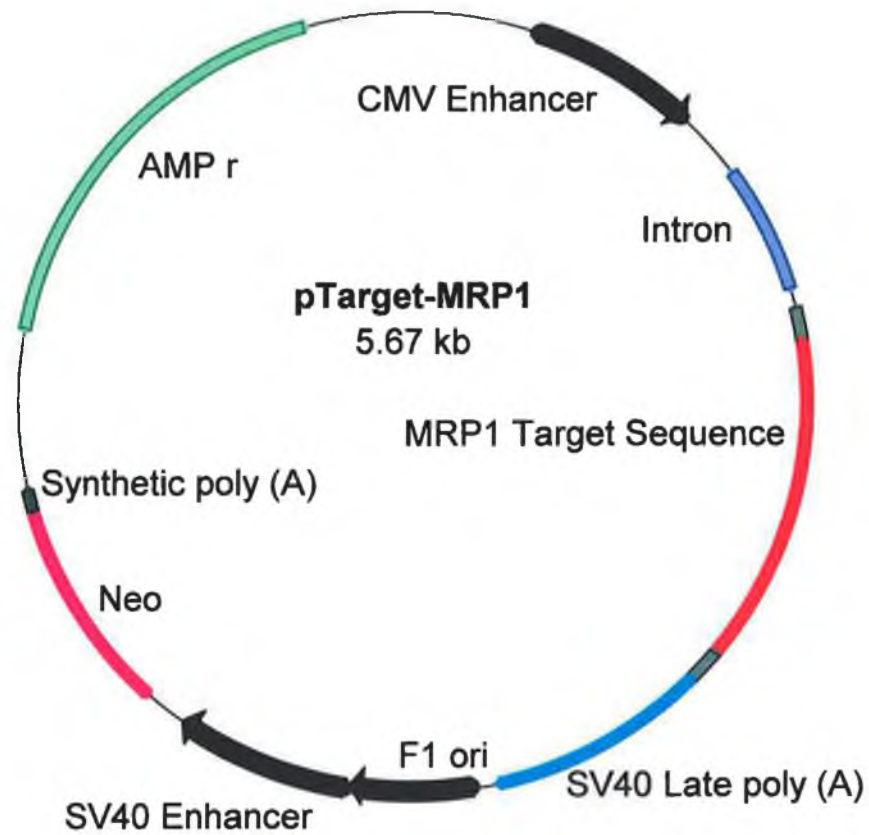 CMV Enhancer
AMP r
Intron
pTarget-MRP1
5.67 kb
MRP1 Target Sequence
Synthetic poly (A)
Neo
F1 ori
SV40 Late poly (A)
SV40 Enhancer